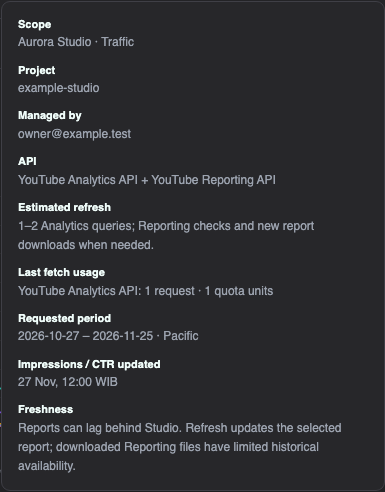 Scope
Aurora Studio · Traffic
Project
example-studio
Managed by
owner@example.test
API
YouTube Analytics API + YouTube Reporting API
Estimated refresh
1–2 Analytics queries; Reporting checks and new report
downloads when needed.
Last fetch usage
YouTube Analytics API: 1 request · 1 quota units
Requested period
2026-10-27 – 2026-11-25 · Pacific
Impressions / CTR updated
27 Nov, 12:00 WIB
Freshness
Reports can lag behind Studio. Refresh updates the selected
report; downloaded Reporting files have limited historical
availability.